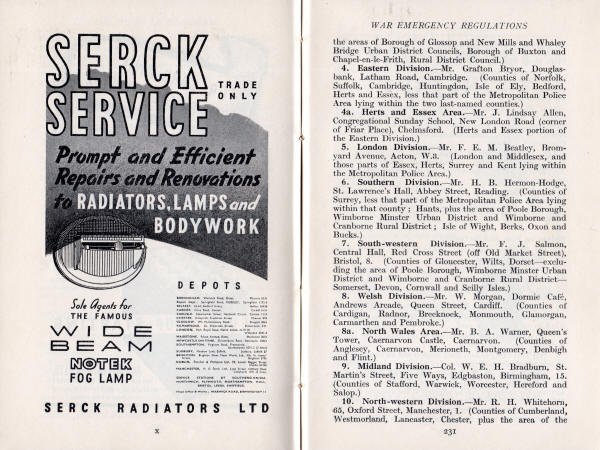 SERCK
SERVICE
TRADE
ONLY
Prompt and Efficient
Repairs and Renovations
to RADIATORS, LAMPS and
BODYWORK
DEPOTS
Sole Agents for
THE FAMOUS
WIDE
BEAM
NOTEK
FOG LAMP
SERCK RADIATORS LTD
x
WAR EMERGENCY REGULATIONS
the areas of Borough of Glossop and New Mills and Whaley
Bridge Urban District Councils, Borough of Buxton and
Chapel-en-le-Frith, Rural District Council.)
4. Eastern Division.—Mr. Grafton Bryor, Douglas-
bank, Latham Road, Cambridge. (Counties of Norfolk,
Suffolk, Cambridge, Huntingdon, Isle of Ely, Bedford,
Herts and Essex, less that part of the Metropolitan Police
Area lying within the two last-named counties.)
4a. Herts and Essex Area.—Mr. J. Lindsay Allen,
Congregational Sunday School, New London Road (corner
of Friar Place), Chelmsford. (Herts and Essex portion of
the Eastern Division.)
5. London Division.—Mr. F. E. M. Beatley, Brom-
yard Avenue, Acton, W.3. (London and Middlesex, and
those parts of Essex, Herts, Surrey and Kent lying within
the Metropolitan Police Area.)
6. Southern Division.—Mr. H. B. Hermon-Hodge,
St. Lawrence's Hall, Abbey Street, Reading. (Counties of
Surrey, less that part of the Metropolitan Police Area lying
within that county; Hants, plus the area of Poole Borough,
Wimborne Minster Urban District and Wimborne and
Cranborne Rural District; Isle of Wight, Berks, Oxon and
Bucks.)
7. South-western Division.—Mr. F. J. Salmon,
Central Hall, Red Cross Street (off Old Market Street),
Bristol, 8. (Counties of Gloucester, Wilts, Dorset—exclu-
ding the area of Poole Borough, Wimborne Minster Urban
District and Wimborne and Cranborne Rural District—
Somerset, Devon, Cornwall and Scilly Isles.)
8. Welsh Division.—Mr. W. Morgan, Dormie Café,
Andrews Arcade, Queen Street, Cardiff. (Counties of
Cardigan, Radnor, Brecknock, Monmouth, Glamorgan,
Carmarthen and Pembroke.)
8a. North Wales Area.—Mr. B. A. Warner, Queen's
Tower, Caernarvon Castle, Caernarvon. (Counties of
Anglesey, Caernarvon, Merioneth, Montgomery, Denbigh
and Flint.)
9. Midland Division.—Col. W. E. H. Bradburn, St.
Martin's Street, Five Ways, Edgbaston, Birmingham, 15.
(Counties of Stafford, Warwick, Worcester, Hereford and
Salop.)
10. North-western Division.—Mr. R. H. Whitehorn,
65, Oxford Street, Manchester, 1. (Counties of Cumberland,
Westmorland, Lancaster, Chester, plus the area of the
231